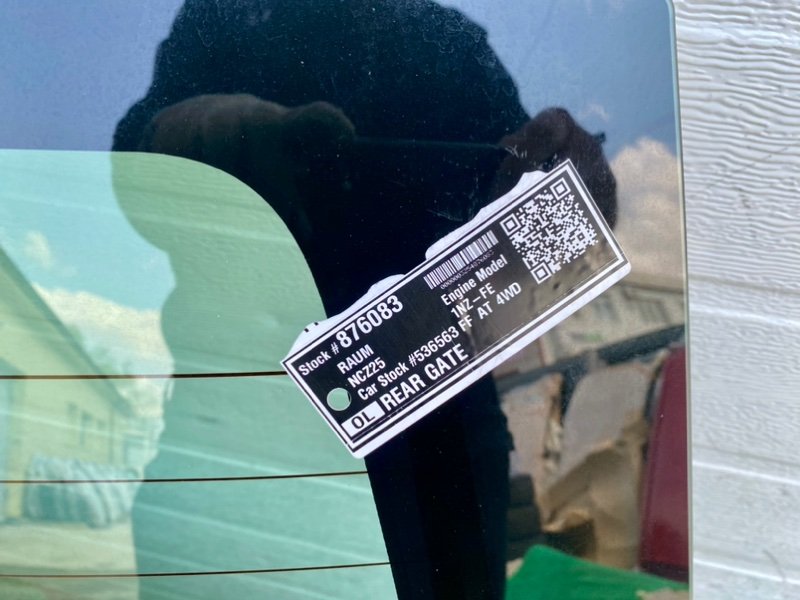 Stock #876083
RAUM
NCZ25
Car Stock #536563
Engine Model
1NZ-FE
FF AT 4WD
OL REAR GATE